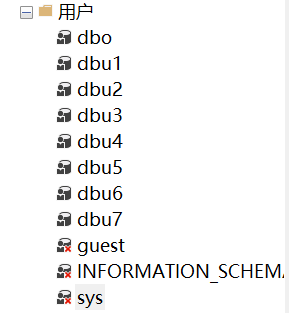 用户
dbo
dbu1
dbu2
dbu3
dbu4
dbu5
dbu6
dbu7
guest
INFORMATION_SCHEMA
sys